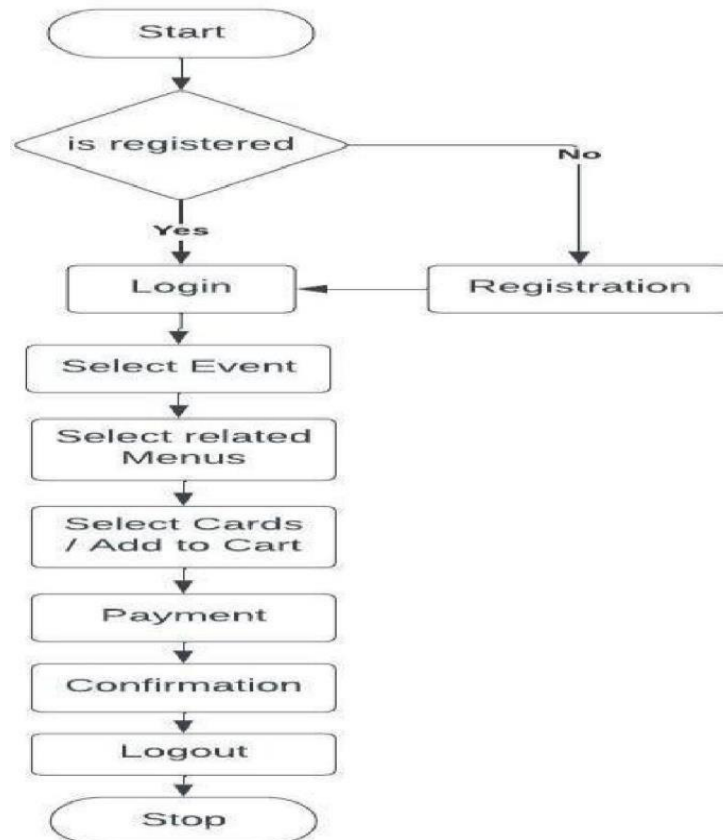 Start
is registered
No
Yes
Login
Registration
Select Event
Select related
Menus
Select Cards
/ Add to Cart
Payment
Confirmation
Logout
Stop